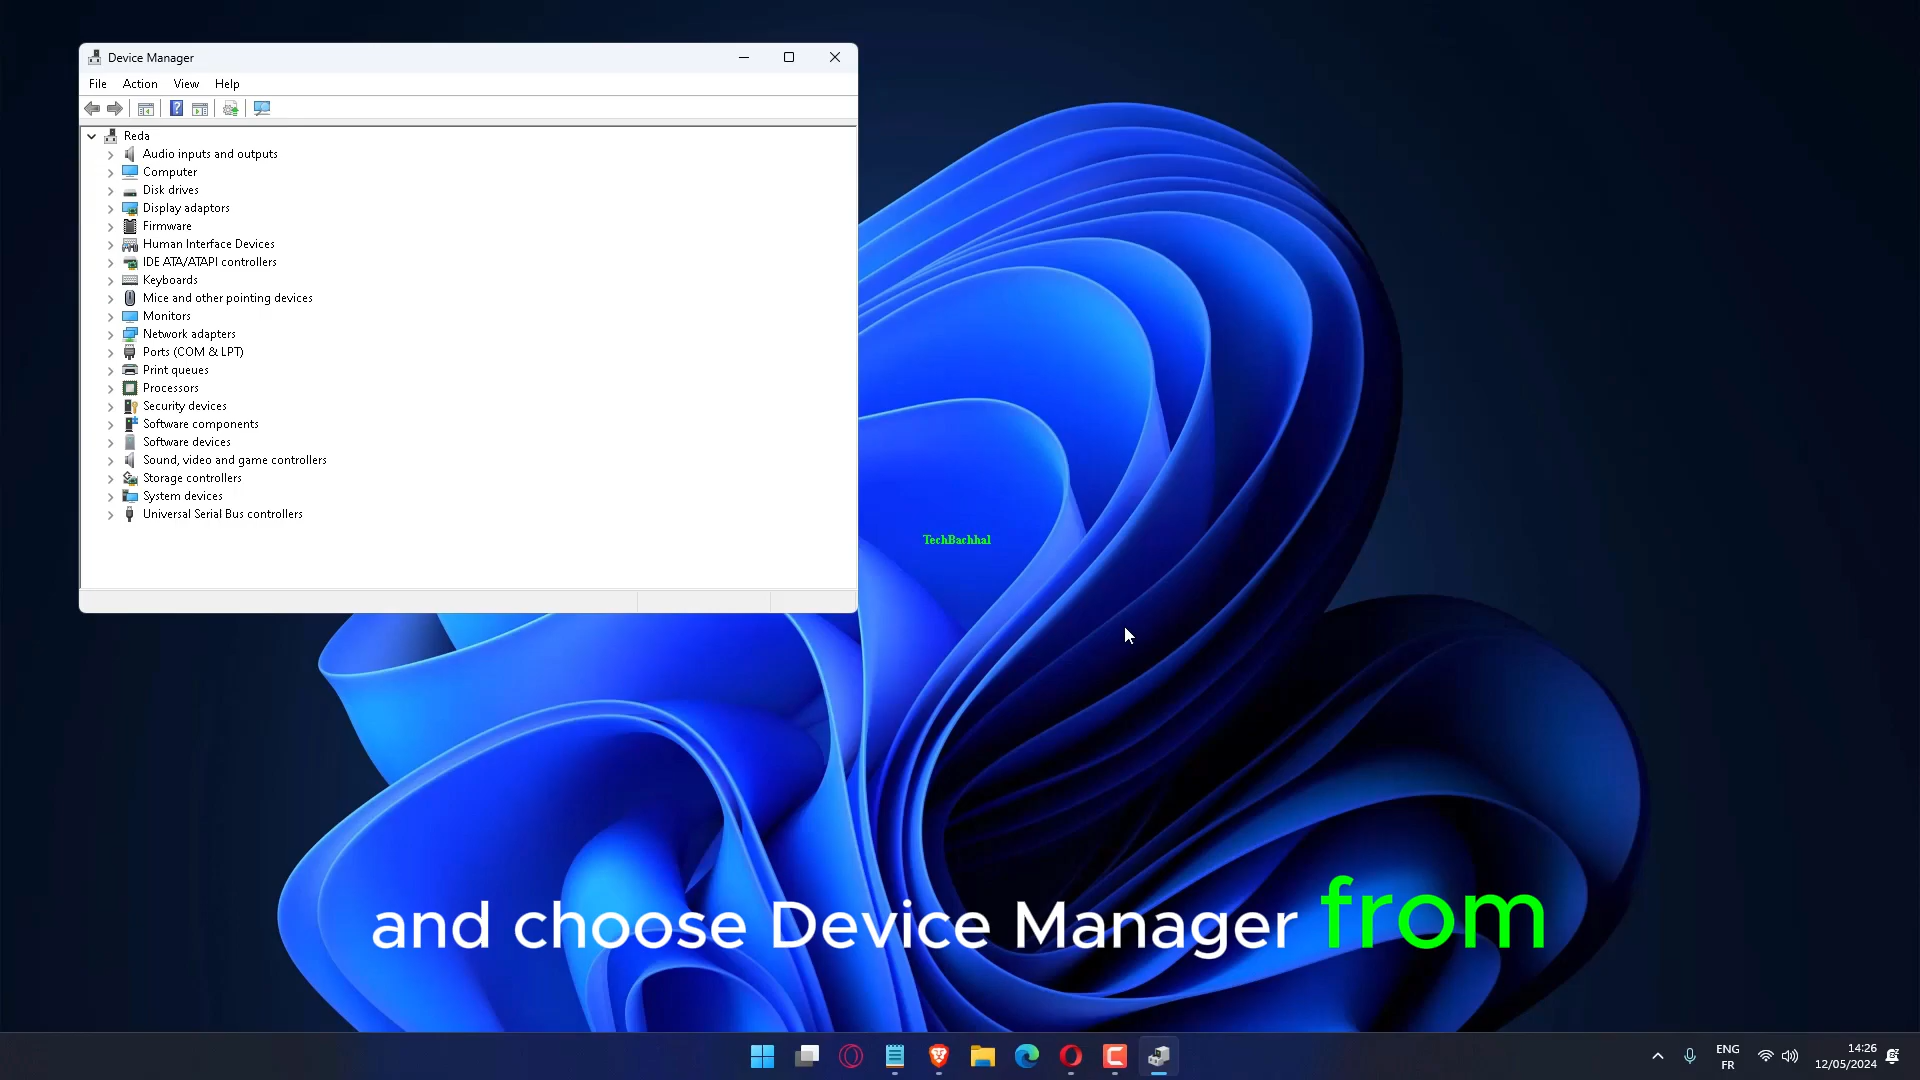 Device Manager
File Action View Help
Reda
Audio inputs and outputs
Computer
Disk drives
Display adaptors
Firmware
Human Interface Devices
IDE ATA/ATAPI controllers
Keyboards
Mice and other pointing devices
Monitors
Network adapters
Ports (COM & LPT)
Print queues
Processors
Security devices
Software components
Software devices
Sound, video and game controllers
Storage controllers
System devices
Universal Serial Bus controllers
TechBachhal
and choose Device Manager from
ENG
FR
14:26
12/05/2024